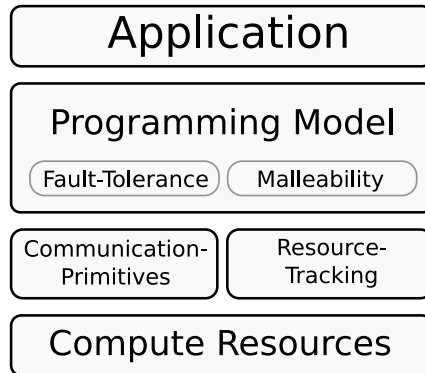 Application
Programming Model
Fault-Tolerance Malleability
Communication-
Primitives
Resource-
Tracking
Compute Resources